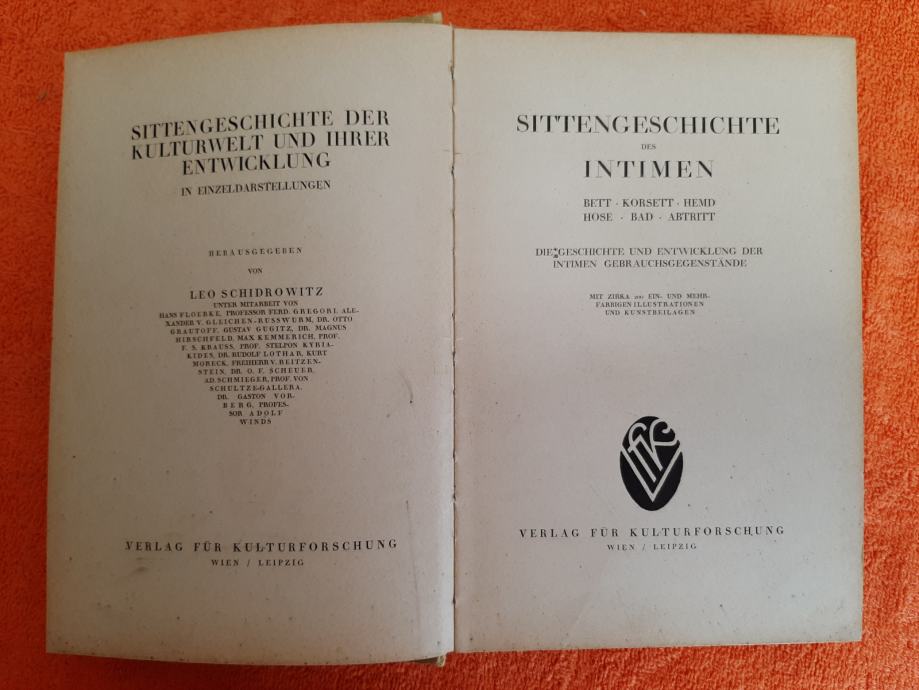 SITTENGESCHICHTE DER
KULTURWELT UND IHRER
ENTWICKLUNG
IN EINZELDARSTELLUNGEN
HERAUSGEGEBEN
VON
LEO SCHIDROWITZ
UNTER MITARBEIT VON
HANS FLOERKE, PROFESSOR FERD. GREGORI, ALE-
XANDER V. GLEICHEN-RUSSWURM, DR. OTTO
GRAUTOFF, GUSTAV GUGITZ, DR. MAGNUS
HIRSCHFELD, MAX KEMMERICH, PROF.
F. S. KRAUSS, PROF. STELPON KYRIA-
KIDES, DR. RUDOLF LOTHAR, KURT
MORECK, FREIHERR V. REITZEN-
STEIN, DR. O. F. SCHEUER,
AD. SCHMIEGER, PROF. VON
SCHULTZE-GALLERA,
DR. GASTON VOR-
BERG, PROFES-
SOR ADOLF
WINDS
VERLAG FÜR KULTURFORSCHUNG
WIEN / LEIPZIG
SITTENGESCHICHTE
DES
INTIMEN
BETT · KORSETT · HEMD
HOSE · BAD · ABTRITT
DIE GESCHICHTE UND ENTWICKLUNG DER
INTIMEN GEBRAUCHSGEGENSTÄNDE
MIT ZIRKA 200 EIN- UND MEHR-
FARBIGEN ILLUSTRATIONEN
UND KUNSTBEILAGEN
VfK
VERLAG FÜR KULTURFORSCHUNG
WIEN / LEIPZIG